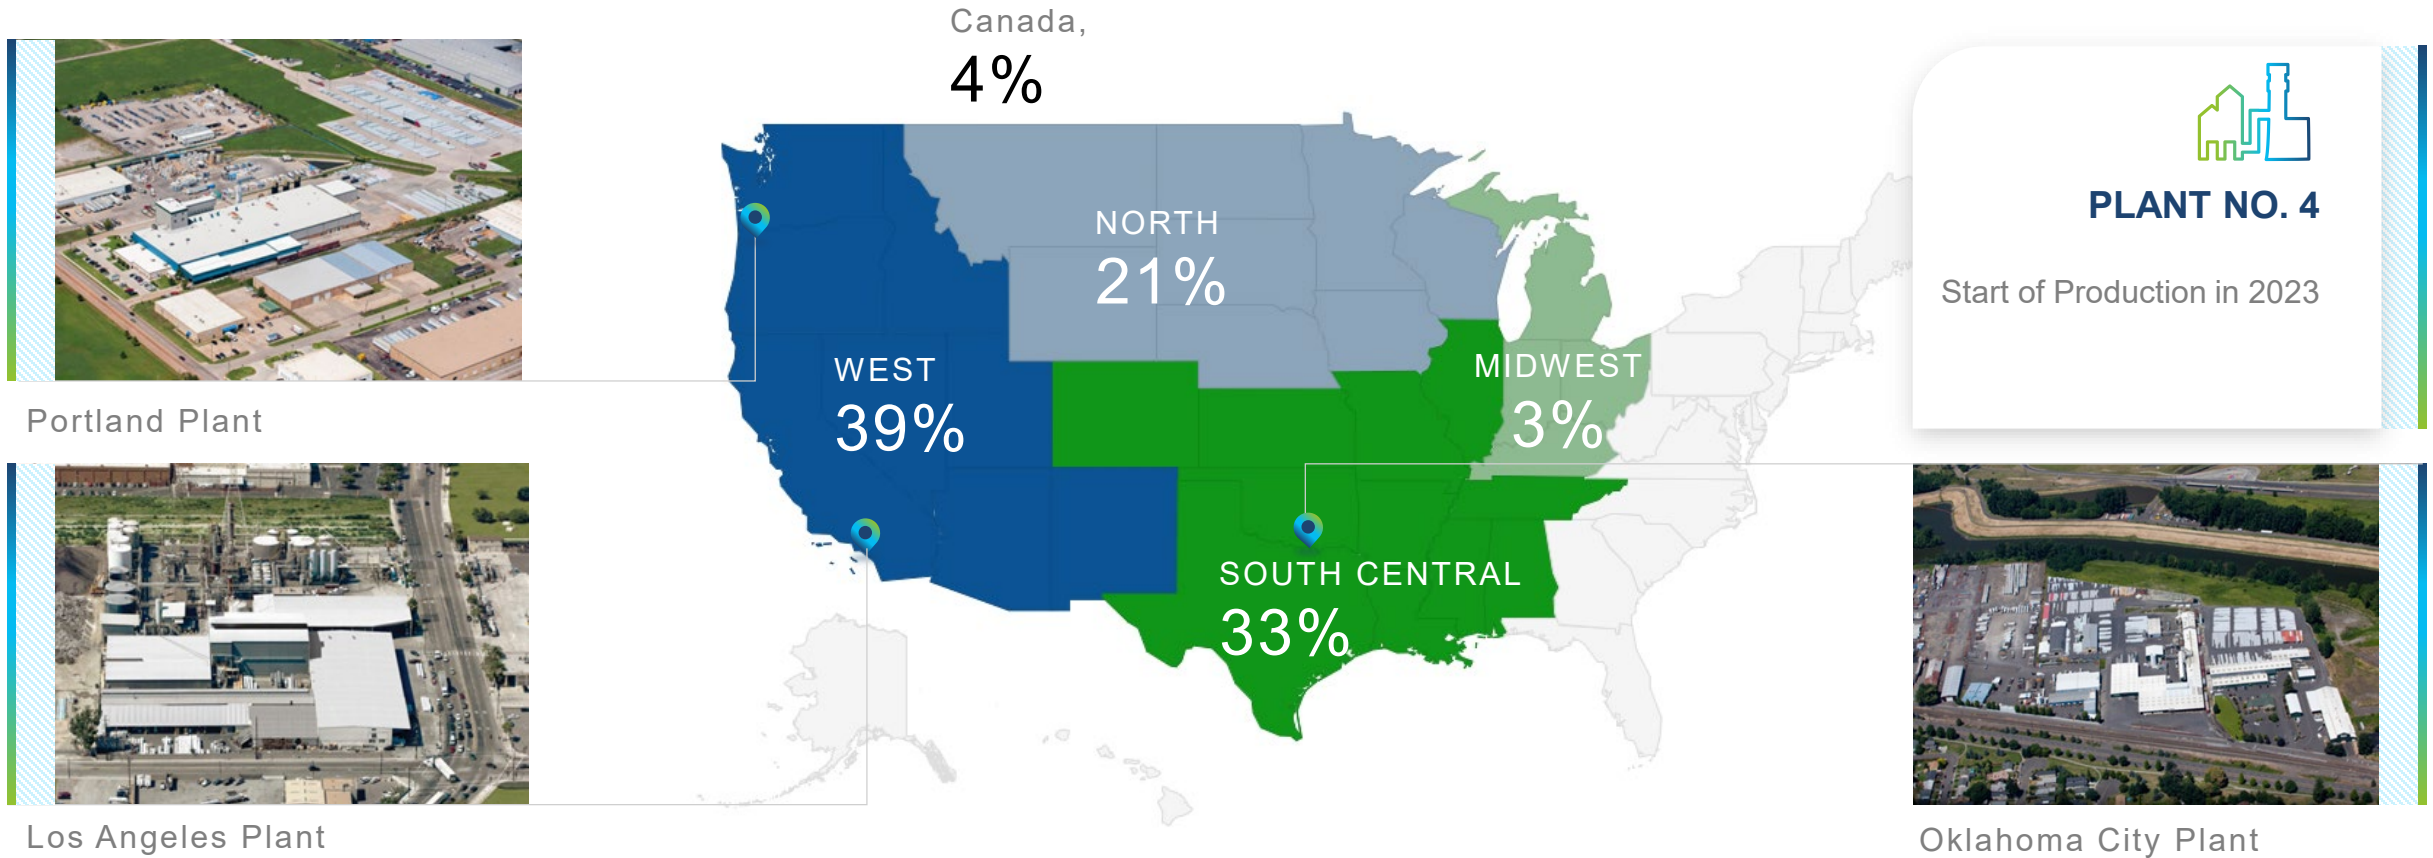 Canada,
4%
PLANT NO. 4
Start of Production in 2023
NORTH
21%
WEST
39%
MIDWEST
3%
SOUTH CENTRAL
33%
Portland Plant
Los Angeles Plant
Oklahoma City Plant